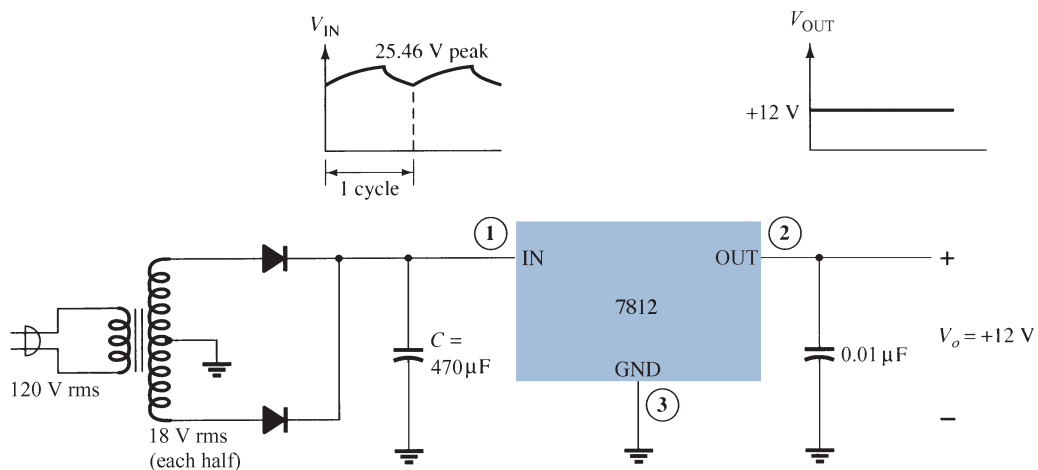 V_IN
25.46 V peak
1 cycle
V_OUT
+12 V
1
2
IN
OUT
7812
GND
3
C =
470 µF
0.01 µF
+
V_o = +12 V
−
120 V rms
18 V rms
(each half)